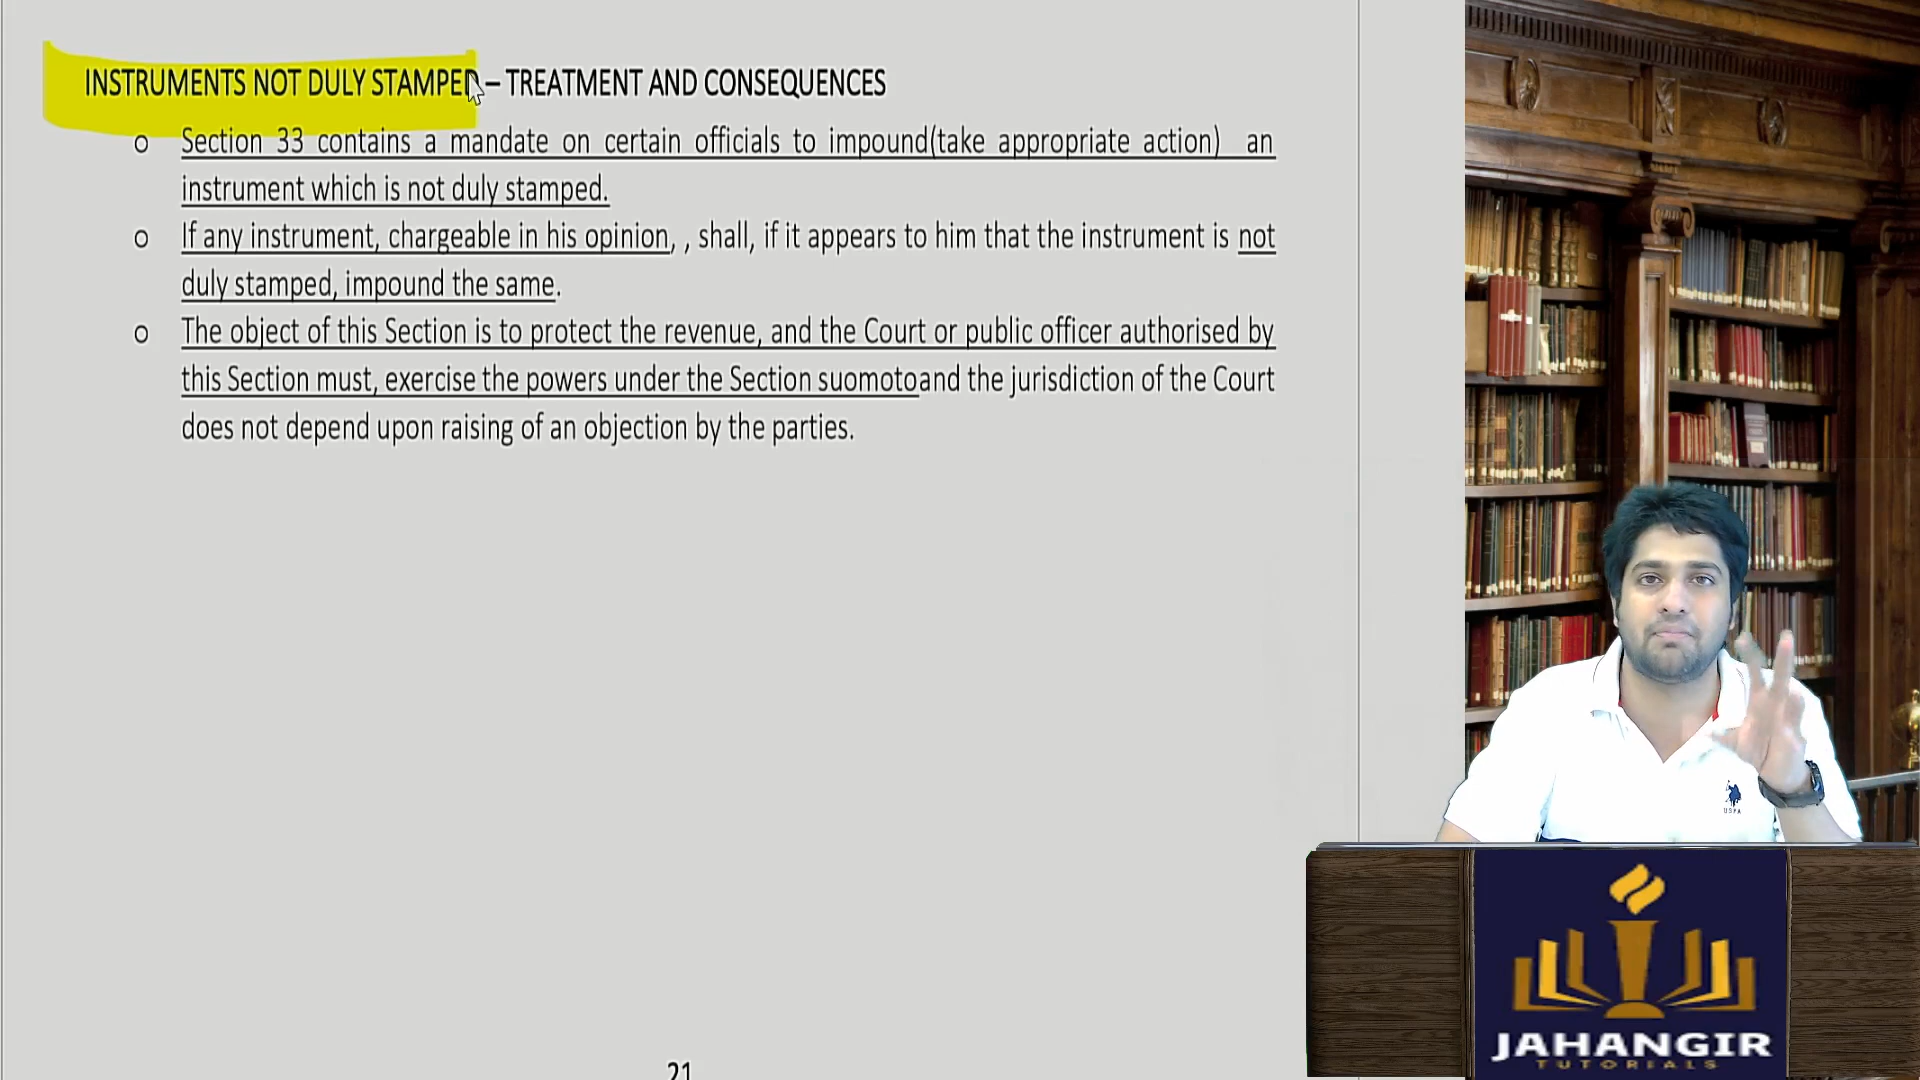 INSTRUMENTS NOT DULY STAMPED – TREATMENT AND CONSEQUENCES
o Section 33 contains a mandate on certain officials to impound(take appropriate action) an
instrument which is not duly stamped.
o If any instrument, chargeable in his opinion, , shall, if it appears to him that the instrument is not
duly stamped, impound the same.
o The object of this Section is to protect the revenue, and the Court or public officer authorised by
this Section must, exercise the powers under the Section suomotoand the jurisdiction of the Court
does not depend upon raising of an objection by the parties.
21
USPA
JAHANGIR
TUTORIALS